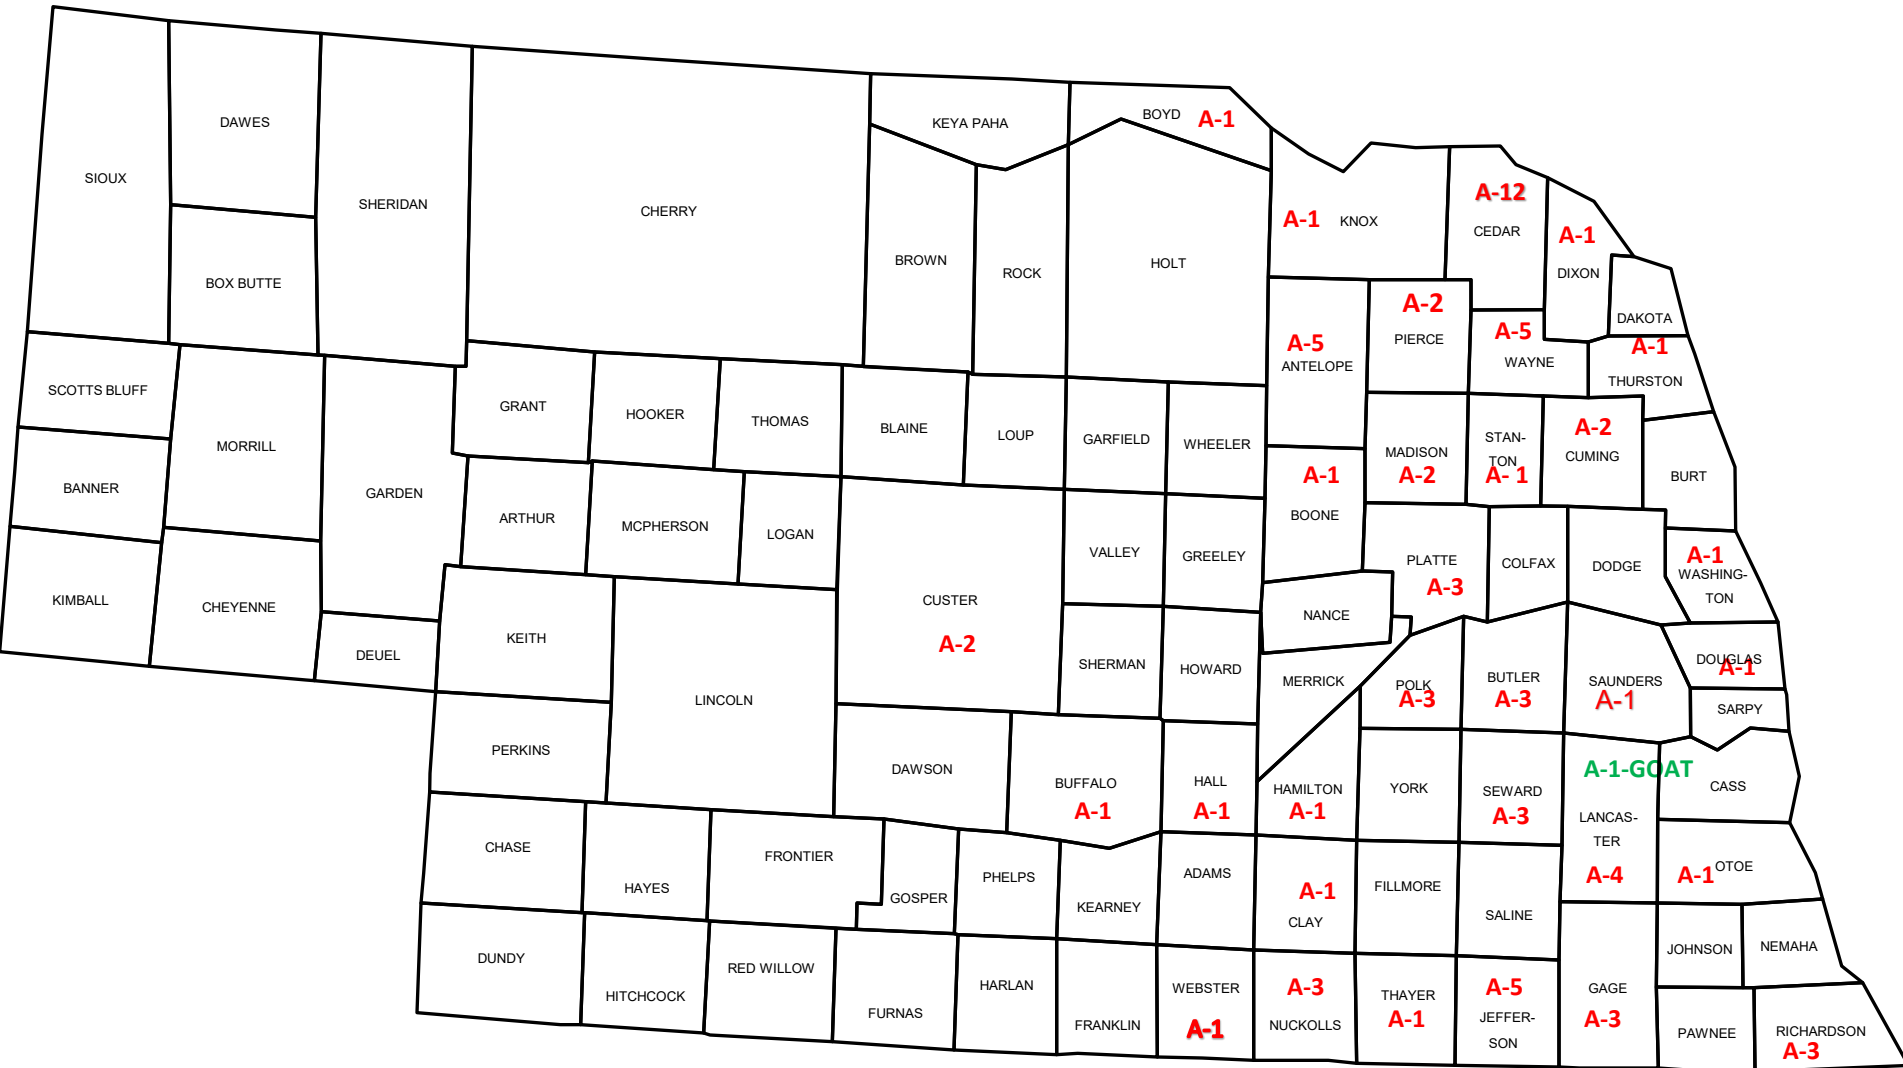 BOYD A-1
KEYA PAHA
DAWES
SIOUX
SHERIDAN
CHERRY
A-12
CEDAR
A-1 KNOX
A-1
DIXON
BROWN
ROCK
HOLT
BOX BUTTE
DAKOTA
A-2
PIERCE
A-5
WAYNE
A-5
ANTELOPE
A-1
THURSTON
SCOTTS BLUFF
MORRILL
GRANT
HOOKER
THOMAS
BLAINE
LOUP
GARFIELD
WHEELER
MADISON
A-2
STAN-
TON
A- 1
A-2
CUMING
BURT
BANNER
GARDEN
ARTHUR
MCPHERSON
LOGAN
A-1
BOONE
VALLEY
GREELEY
PLATTE
A-3
COLFAX
DODGE
A-1
WASHING-
TON
KIMBALL
CHEYENNE
DEUEL
KEITH
CUSTER
A-2
NANCE
SHERMAN
HOWARD
MERRICK
POLK
A-3
BUTLER
A-3
SAUNDERS
A-1
DOUGLAS
A-1
SARPY
LINCOLN
PERKINS
DAWSON
BUFFALO
A-1
HALL
A-1
HAMILTON
A-1
YORK
SEWARD
A-3
A-1-GOAT
LANCAS-
TER
A-4
CASS
CHASE
HAYES
FRONTIER
GOSPER
PHELPS
KEARNEY
ADAMS
A-1
CLAY
FILLMORE
SALINE
A-1 OTOE
JOHNSON
NEMAHA
DUNDY
HITCHCOCK
RED WILLOW
FURNAS
HARLAN
FRANKLIN
WEBSTER
A-1
A-3
NUCKOLLS
THAYER
A-1
A-5
JEFFER-
SON
GAGE
A-3
PAWNEE
RICHARDSON
A-3